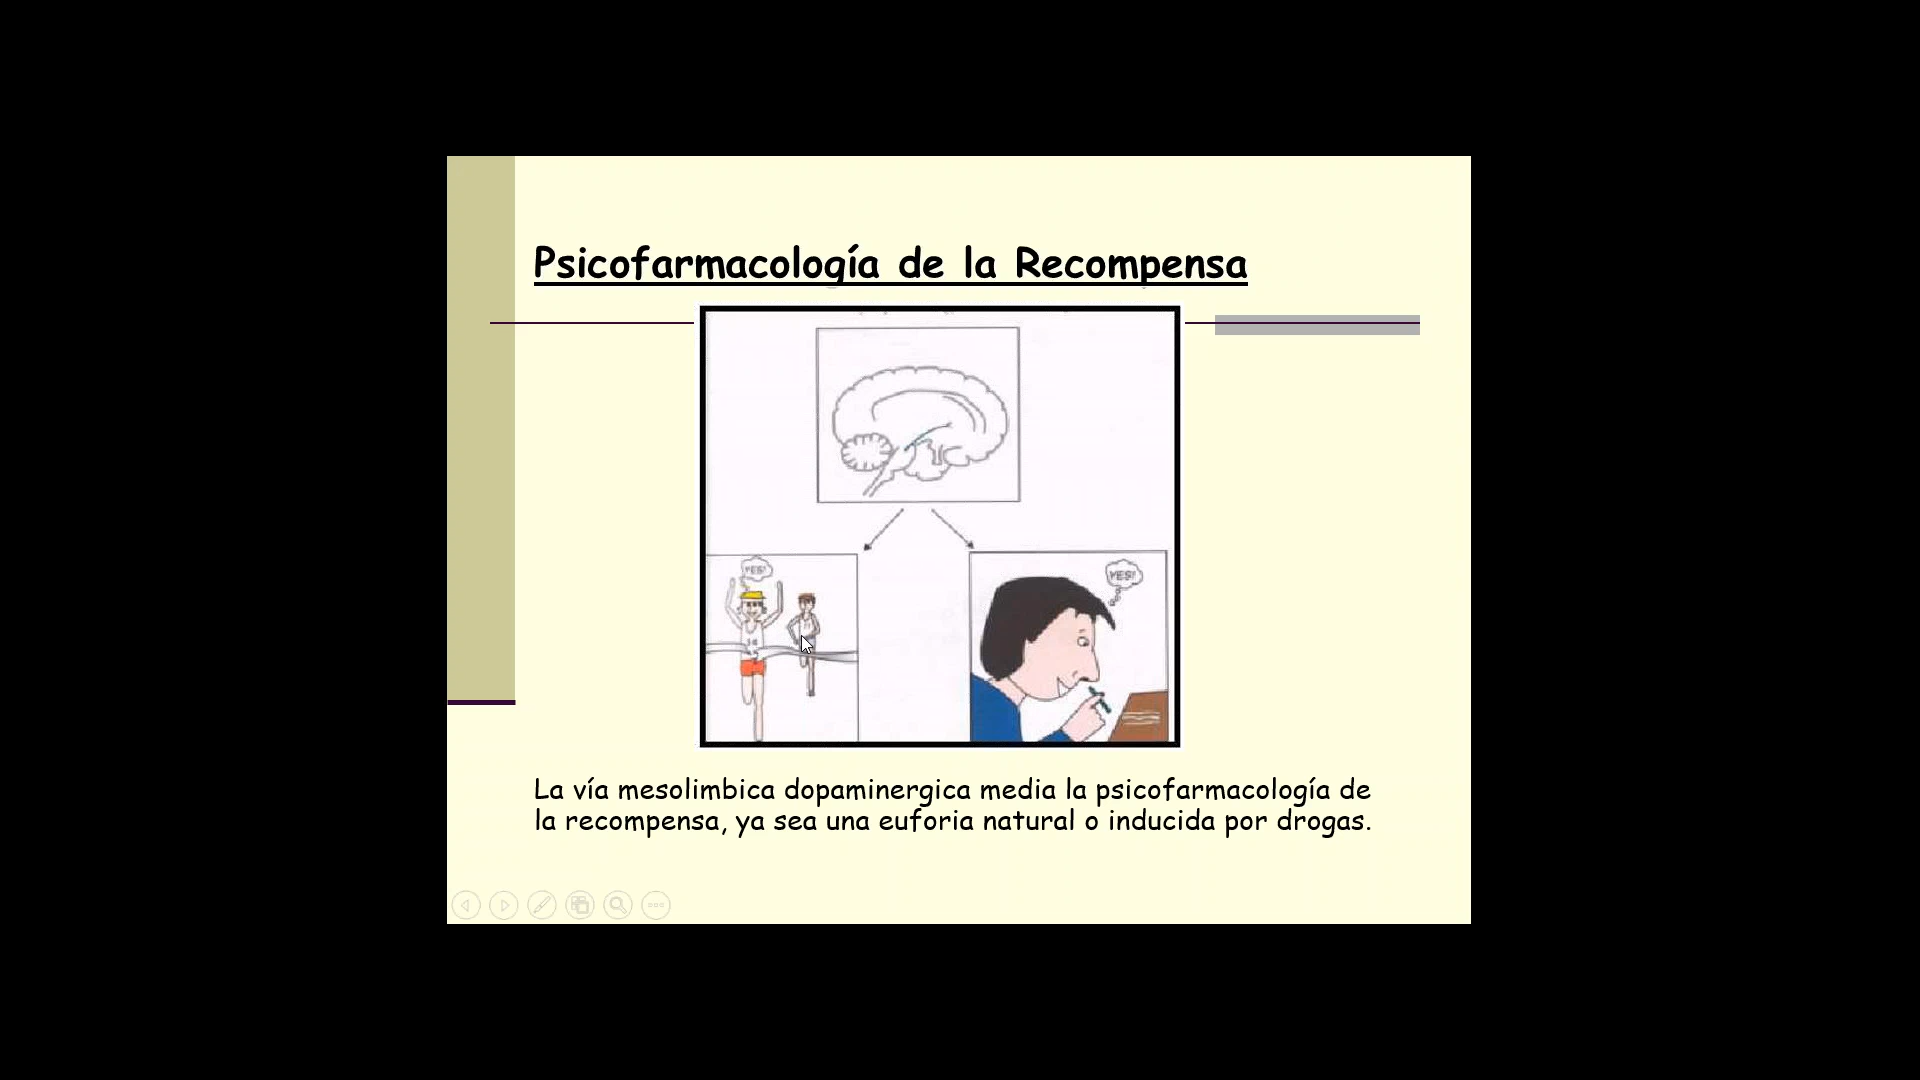 Psicofarmacología de la Recompensa
YES!
YES!
La vía mesolimbica dopaminergica media la psicofarmacología de
la recompensa, ya sea una euforia natural o inducida por drogas.